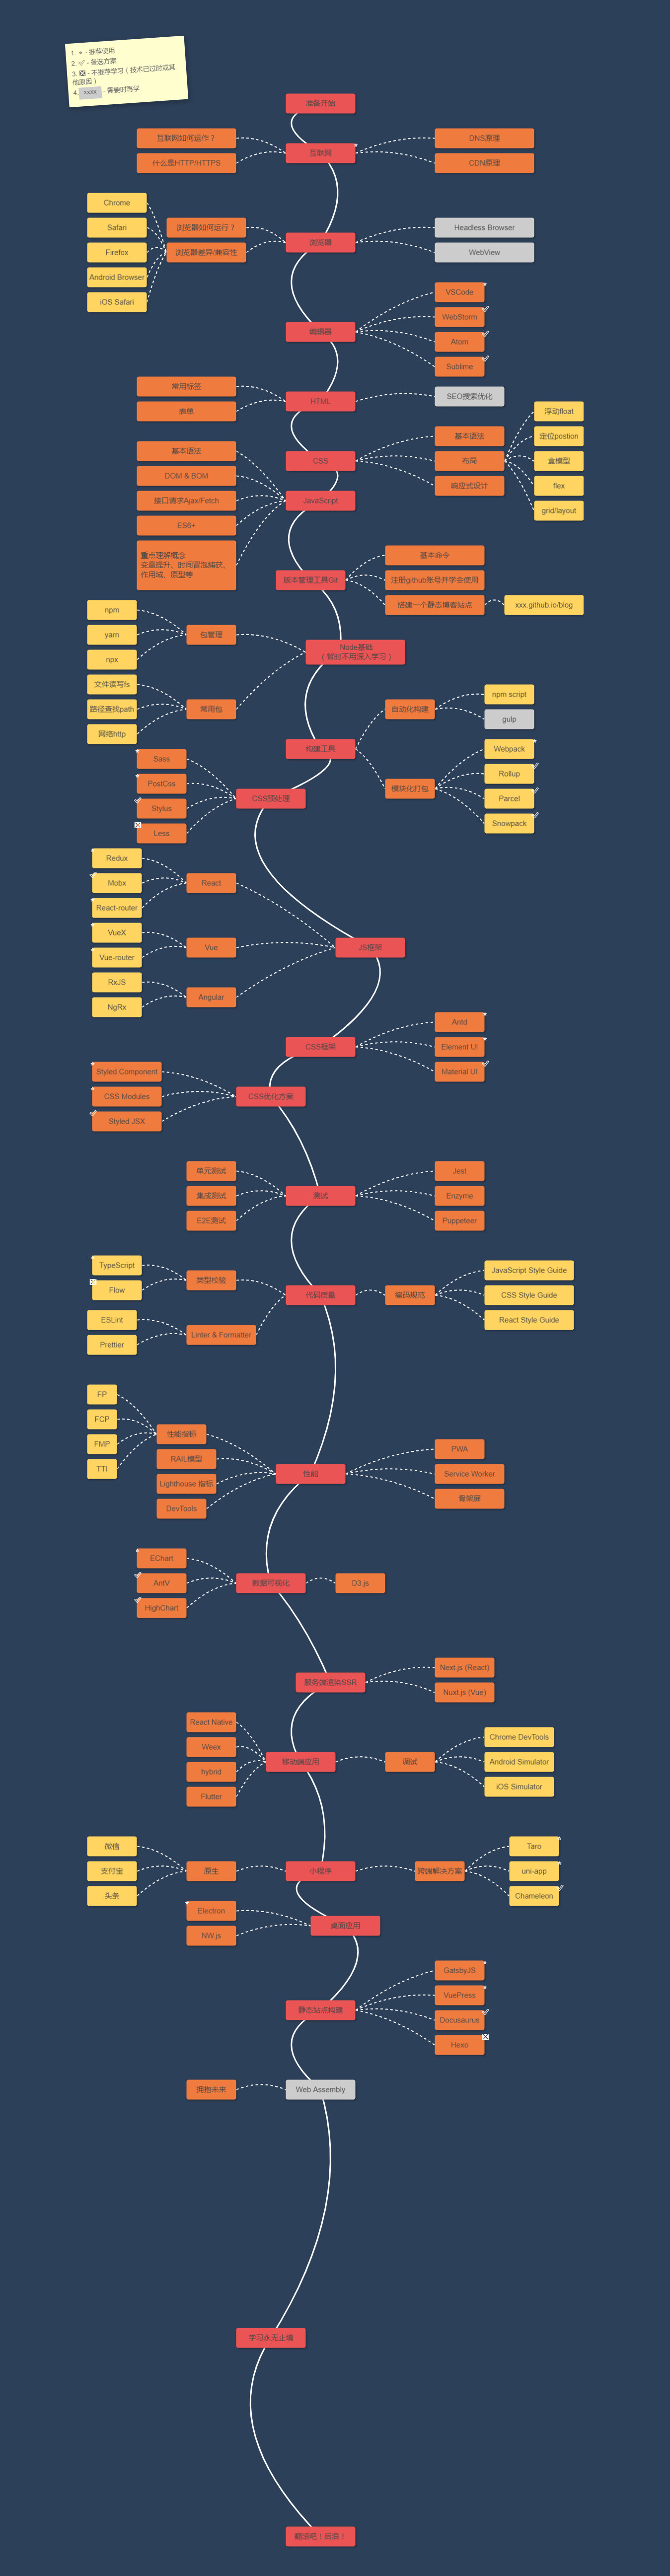 1. * - 推荐使用
2. ✓ - 备选方案
3. ☒ - 不推荐学习（技术已过时或其
他原因）
4. xxxx - 需要时再学
准备开始
互联网如何运作？
什么是HTTP/HTTPS
互联网
DNS原理
CDN原理
Chrome
Safari
Firefox
Android Browser
iOS Safari
浏览器如何运行？
浏览器差异/兼容性
浏览器
Headless Browser
WebView
编辑器
VSCode
WebStorm
Atom
Sublime
常用标签
表单
HTML
SEO搜索优化
CSS
基本语法
布局
响应式设计
浮动float
定位postion
盒模型
flex
grid/layout
基本语法
DOM & BOM
接口请求Ajax/Fetch
ES6+
重点理解概念
变量提升，时间冒泡捕获，
作用域，原型等
JavaScript
版本管理工具Git
基本命令
注册github账号并学会使用
搭建一个静态博客站点
xxx.github.io/blog
npm
yarn
npx
包管理
文件读写fs
路径查找path
网络http
常用包
Node基础
（暂时不用深入学习）
构建工具
自动化构建
npm script
gulp
模块化打包
Webpack
Rollup
Parcel
Snowpack
Sass
PostCss
Stylus
Less
CSS预处理
Redux
Mobx
React-router
React
VueX
Vue-router
Vue
RxJS
NgRx
Angular
JS框架
CSS框架
Antd
Element UI
Material UI
Styled Component
CSS Modules
Styled JSX
CSS优化方案
单元测试
集成测试
E2E测试
测试
Jest
Enzyme
Puppeteer
TypeScript
Flow
类型校验
ESLint
Prettier
Linter & Formatter
代码质量
编码规范
JavaScript Style Guide
CSS Style Guide
React Style Guide
FP
FCP
FMP
TTI
性能指标
RAIL模型
Lighthouse 指标
DevTools
性能
PWA
Service Worker
骨架屏
EChart
AntV
HighChart
数据可视化
D3.js
服务端渲染SSR
Next.js (React)
Nuxt.js (Vue)
React Native
Weex
hybrid
Flutter
移动端应用
调试
Chrome DevTools
Android Simulator
iOS Simulator
微信
支付宝
头条
原生
小程序
跨端解决方案
Taro
uni-app
Chameleon
Electron
NW.js
桌面应用
静态站点构建
GatsbyJS
VuePress
Docusaurus
Hexo
拥抱未来
Web Assembly
学习永无止境
翻滚吧！后浪！